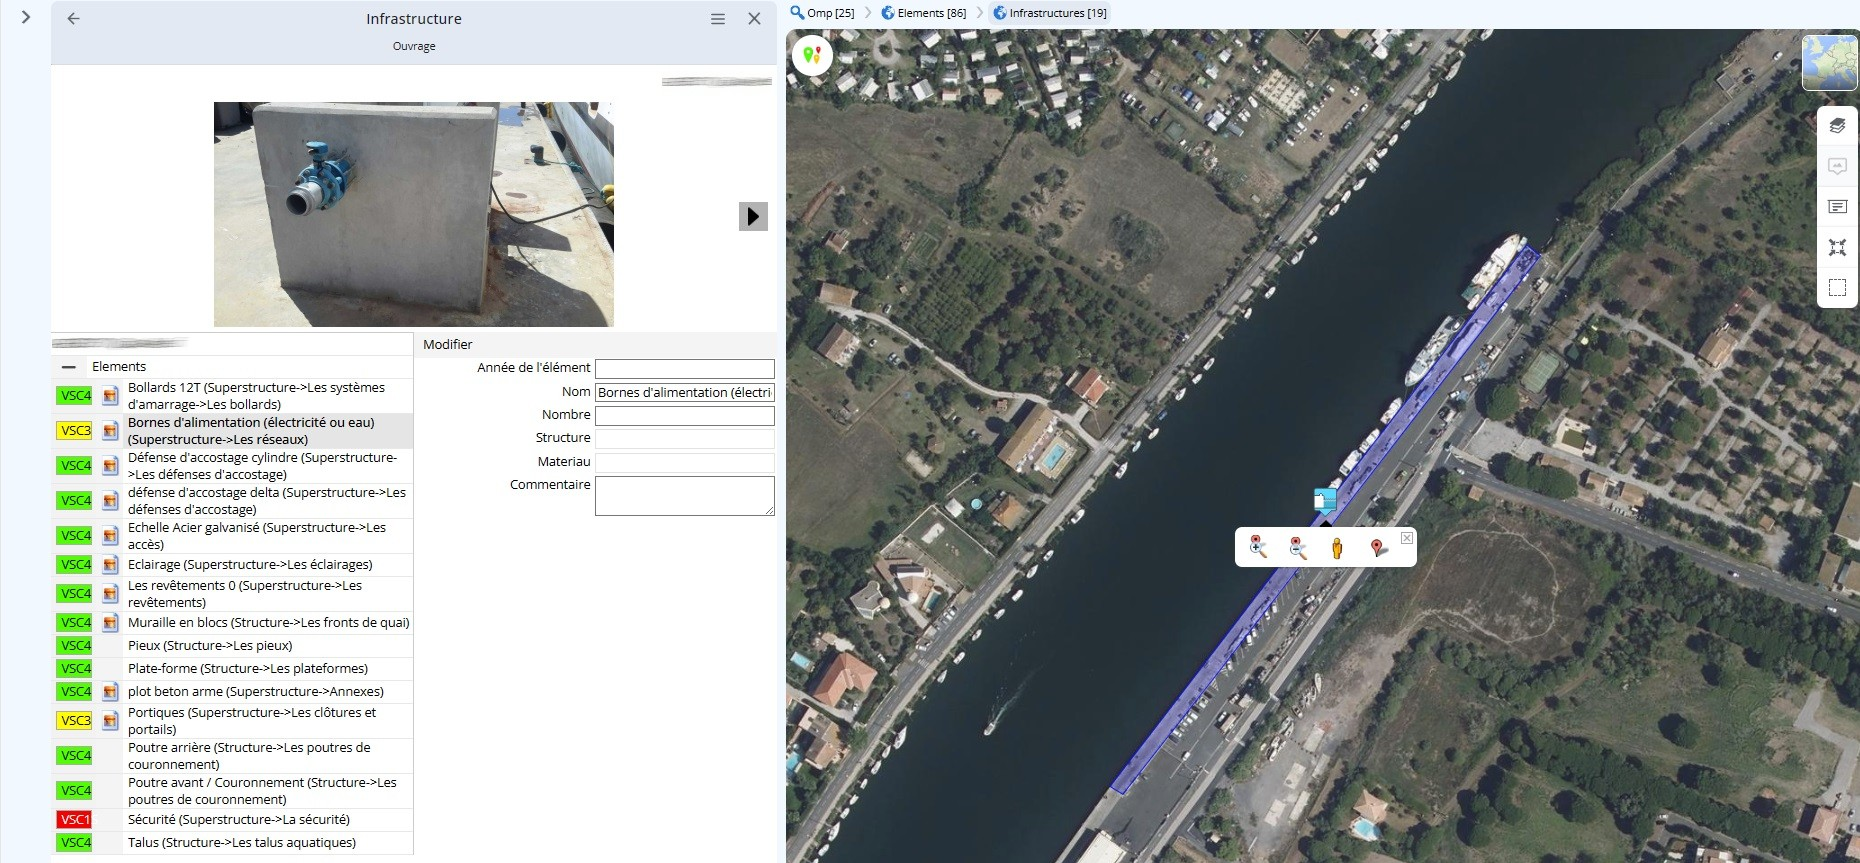 Infrastructure
Ouvrage
Omp [25]
Elements [86]
Infrastructures [19]
Elements
VSC4
Bollards 12T (Superstructure->Les systèmes
d'amarrage->Les bollards)
VSC3
Bornes d'alimentation (électricité ou eau)
(Superstructure->Les réseaux)
VSC4
Défense d'accostage cylindre (Superstructure-
>Les défenses d'accostage)
VSC4
défense d'accostage delta (Superstructure->Les
défenses d'accostage)
VSC4
Echelle Acier galvanisé (Superstructure->Les
accès)
VSC4
Eclairage (Superstructure->Les éclairages)
VSC4
Les revêtements 0 (Superstructure->Les
revêtements)
VSC4
Muraille en blocs (Structure->Les fronts de quai)
VSC4
Pieux (Structure->Les pieux)
VSC4
Plate-forme (Structure->Les plateformes)
VSC4
plot beton arme (Superstructure->Annexes)
VSC3
Portiques (Superstructure->Les clôtures et
portails)
VSC4
Poutre arrière (Structure->Les poutres de
couronnement)
VSC4
Poutre avant / Couronnement (Structure->Les
poutres de couronnement)
VSC1
Sécurité (Superstructure->La sécurité)
VSC4
Talus (Structure->Les talus aquatiques)
Modifier
Année de l'élément
Nom
Bornes d'alimentation (électri
Nombre
Structure
Materiau
Commentaire